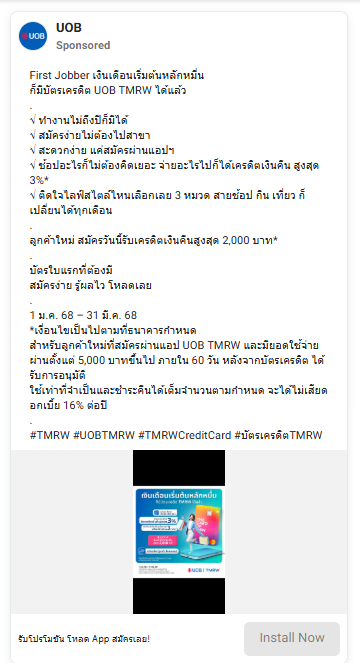 UOB
UOB
Sponsored
First Jobber เงินเดือนเริ่มต้นหลักหมื่น
ก็มีบัตรเครดิต UOB TMRW ได้แล้ว
.
√ ทำงานไม่ถึงปีก็มีได้
√ สมัครง่ายไม่ต้องไปสาขา
√ สะดวกง่าย แค่สมัครผ่านแอปฯ
√ ช้อปอะไรก็ไม่ต้องคิดเยอะ จ่ายอะไรไปก็ได้เครดิตเงินคืน สูงสุด
3%*
√ ติดใจไลฟ์สไตล์ไหนเลือกเลย 3 หมวด สายช้อป กิน เที่ยว ก็
เปลี่ยนได้ทุกเดือน
.
ลูกค้าใหม่ สมัครวันนี้รับเครดิตเงินคืนสูงสุด 2,000 บาท*
.
บัตรใบแรกที่ต้องมี
สมัครง่าย รู้ผลไว โหลดเลย
.
1 ม.ค. 68 – 31 มี.ค. 68
*เงื่อนไขเป็นไปตามที่ธนาคารกำหนด
สำหรับลูกค้าใหม่ที่สมัครผ่านแอป UOB TMRW และมียอดใช้จ่าย
ผ่านตั้งแต่ 5,000 บาทขึ้นไป ภายใน 60 วัน หลังจากบัตรเครดิต ได้
รับการอนุมัติ
ใช้เท่าที่จำเป็นและชำระคืนได้เต็มจำนวนตามกำหนด จะได้ไม่เสียด
อกเบี้ย 16% ต่อปี
.
#TMRW #UOBTMRW #TMRWCreditCard #บัตรเครดิตTMRW
เงินเดือนเริ่มต้นหลักหมื่น
3%
UOB | TMRW
รับโปรโมชัน โหลด App สมัครเลย!
Install Now